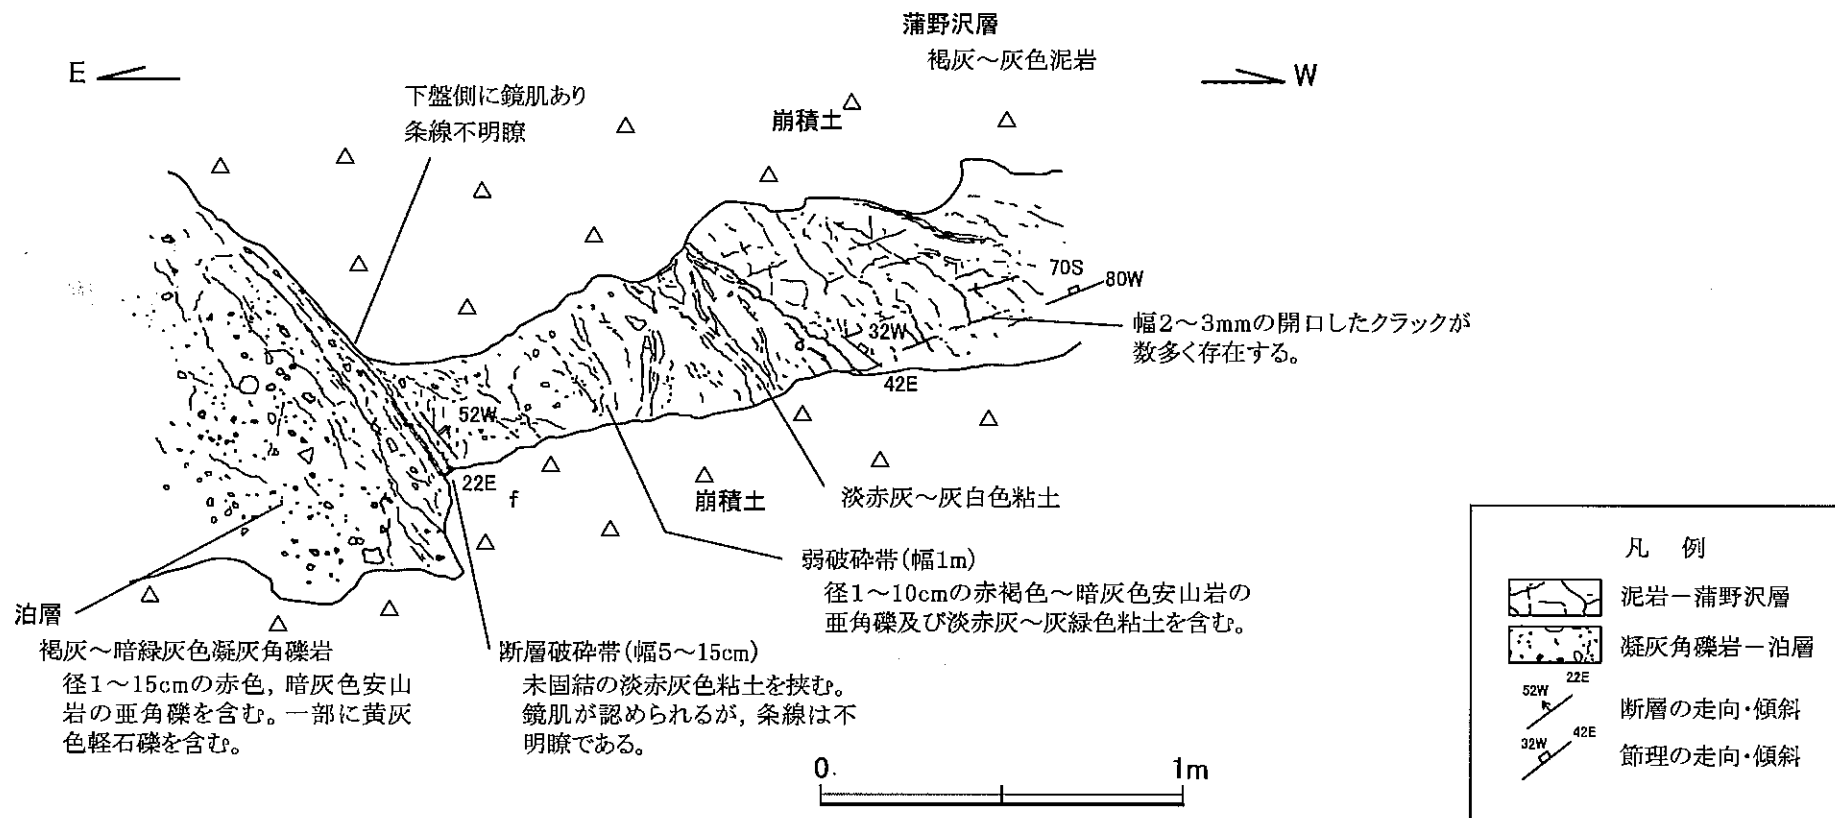 蒲野沢層
褐灰～灰色泥岩
E
W
下盤側に鏡肌あり
条線不明瞭
崩積土
70S
80W
幅2～3mmの開口したクラックが
数多く存在する。
32W
42E
52W
22E
f
崩積土
淡赤灰～灰白色粘土
弱破砕帯(幅1m)
径1～10cmの赤褐色～暗灰色安山岩の
亜角礫及び淡赤灰～灰緑色粘土を含む。
泊層
褐灰～暗緑灰色凝灰角礫岩
径1～15cmの赤色，暗灰色安山
岩の亜角礫を含む。一部に黄灰
色軽石礫を含む。
断層破砕帯(幅5～15cm)
未固結の淡赤灰色粘土を挟む。
鏡肌が認められるが，条線は不
明瞭である。
0
1m
凡 例
泥岩－蒲野沢層
凝灰角礫岩－泊層
22E
52W
断層の走向・傾斜
42E
32W
節理の走向・傾斜